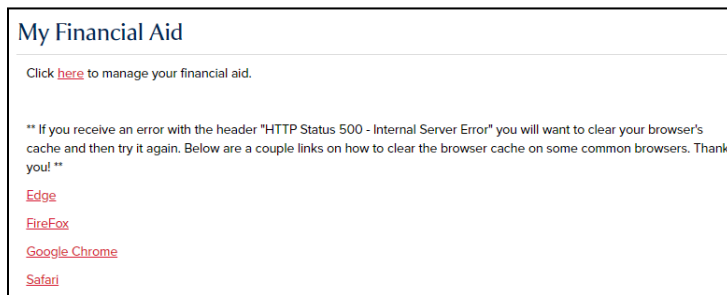 My Financial Aid
Click here to manage your financial aid.
** If you receive an error with the header "HTTP Status 500 - Internal Server Error" you will want to clear your browser's
cache and then try it again. Below are a couple links on how to clear the browser cache on some common browsers. Thank
you! **
Edge
FireFox
Google Chrome
Safari